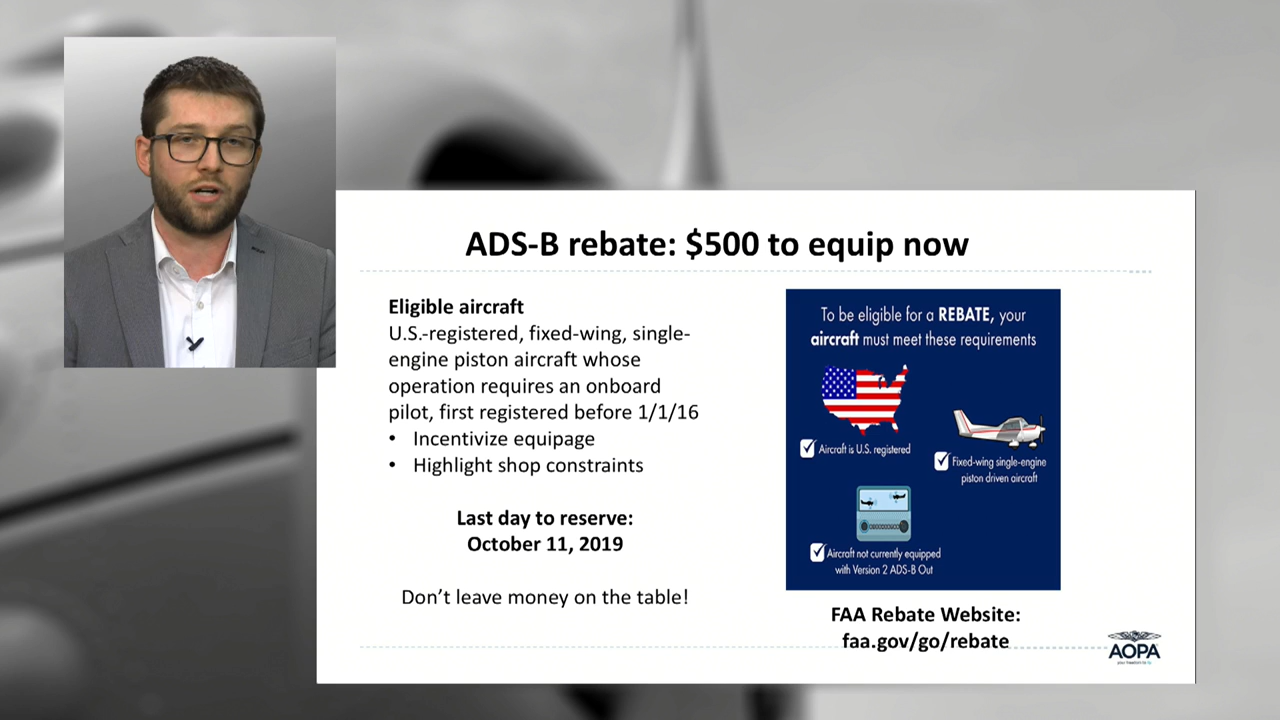 ADS-B rebate: $500 to equip now
Eligible aircraft
U.S.-registered, fixed-wing, single-
engine piston aircraft whose
operation requires an onboard
pilot, first registered before 1/1/16
• Incentivize equipage
• Highlight shop constraints
Last day to reserve:
October 11, 2019
Don’t leave money on the table!
To be eligible for a REBATE, your
aircraft must meet these requirements
Aircraft is U.S. registered
Fixed-wing single-engine
piston driven aircraft
Aircraft not currently equipped
with Version 2 ADS-B Out
FAA Rebate Website:
faa.gov/go/rebate
AOPA